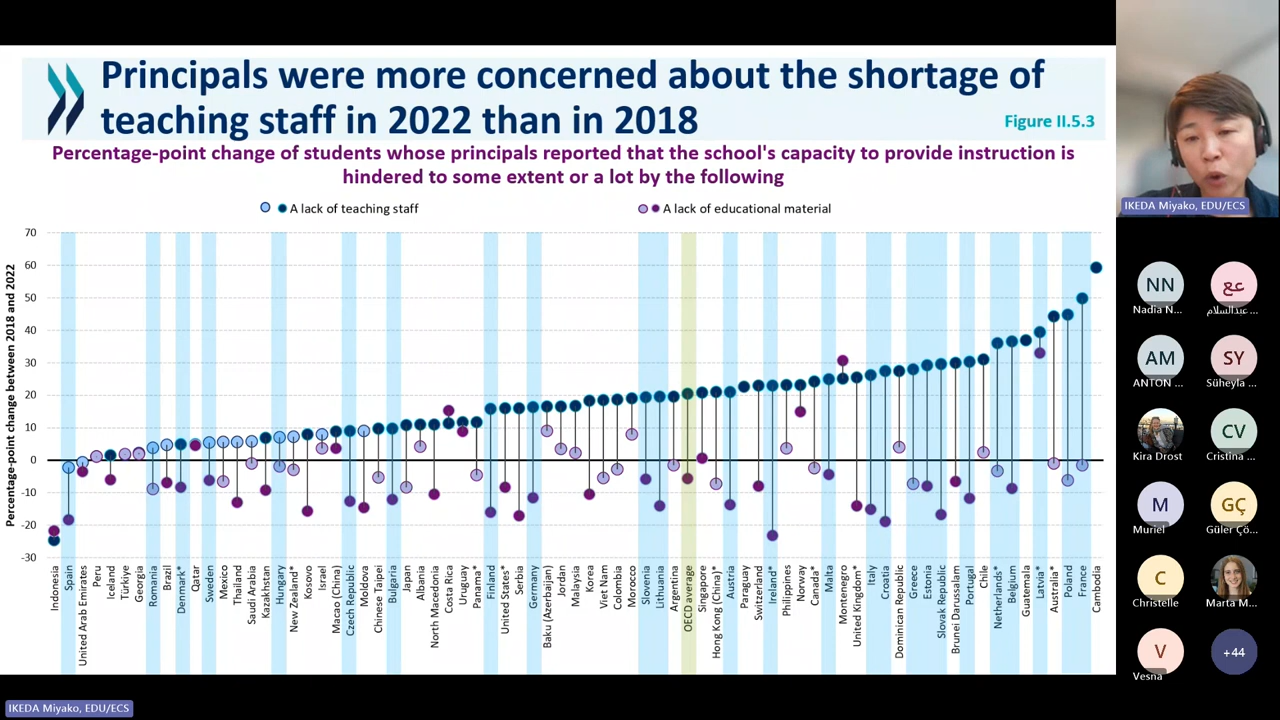 Principals were more concerned about the shortage of
teaching staff in 2022 than in 2018
Figure II.5.3
Percentage-point change of students whose principals reported that the school's capacity to provide instruction is
hindered to some extent or a lot by the following
A lack of teaching staff
A lack of educational material
Percentage-point change between 2018 and 2022
70
60
50
40
30
20
10
0
-10
-20
-30
Indonesia
Spain
United Arab Emirates
Peru
Iceland
Türkiye
Georgia
Romania
Brazil
Denmark*
Qatar
Sweden
Mexico
Thailand
Saudi Arabia
Kazakhstan
Hungary
New Zealand*
Kosovo
Israel
Macao (China)
Czech Republic
Moldova
Chinese Taipei
Bulgaria
Japan
Albania
North Macedonia
Costa Rica
Uruguay
Panama*
Finland
United States*
Serbia
Germany
Baku (Azerbaijan)
Jordan
Malaysia
Korea
Viet Nam
Colombia
Morocco
Slovenia
Lithuania
Argentina
OECD average
Singapore
Hong Kong (China)*
Austria
Paraguay
Switzerland
Ireland*
Philippines
Norway
Canada*
Malta
Montenegro
United Kingdom*
Italy
Croatia
Dominican Republic
Greece
Estonia
Slovak Republic
Brunei Darussalam
Portugal
Chile
Netherlands*
Belgium
Guatemala
Latvia*
Australia*
Poland
France
Cambodia
IKEDA Miyako, EDU/ECS
NN
Nadia N...
عع
عبدالسلام ...
AM
ANTON ...
SY
Süheyla ...
Kira Drost
CV
Cristina ...
M
Muriel
GÇ
Güler Çö...
C
Christelle
Marta M...
V
Vesna
+44
IKEDA Miyako, EDU/ECS